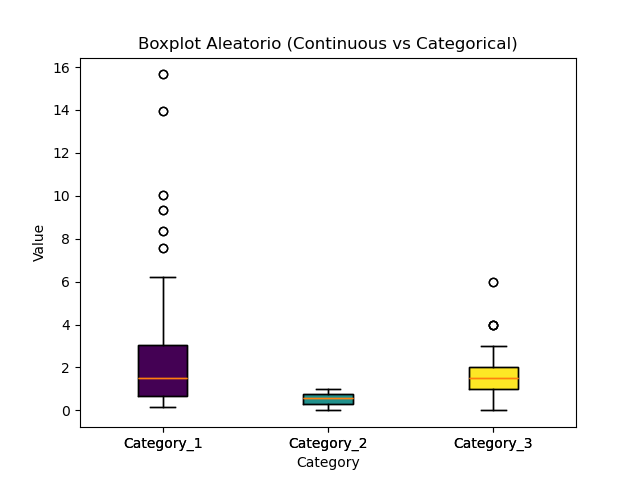 Boxplot Aleatorio (Continuous vs Categorical)
16
14
12
10
8
6
4
2
0
Value
Category_1 Category_2 Category_3
Category